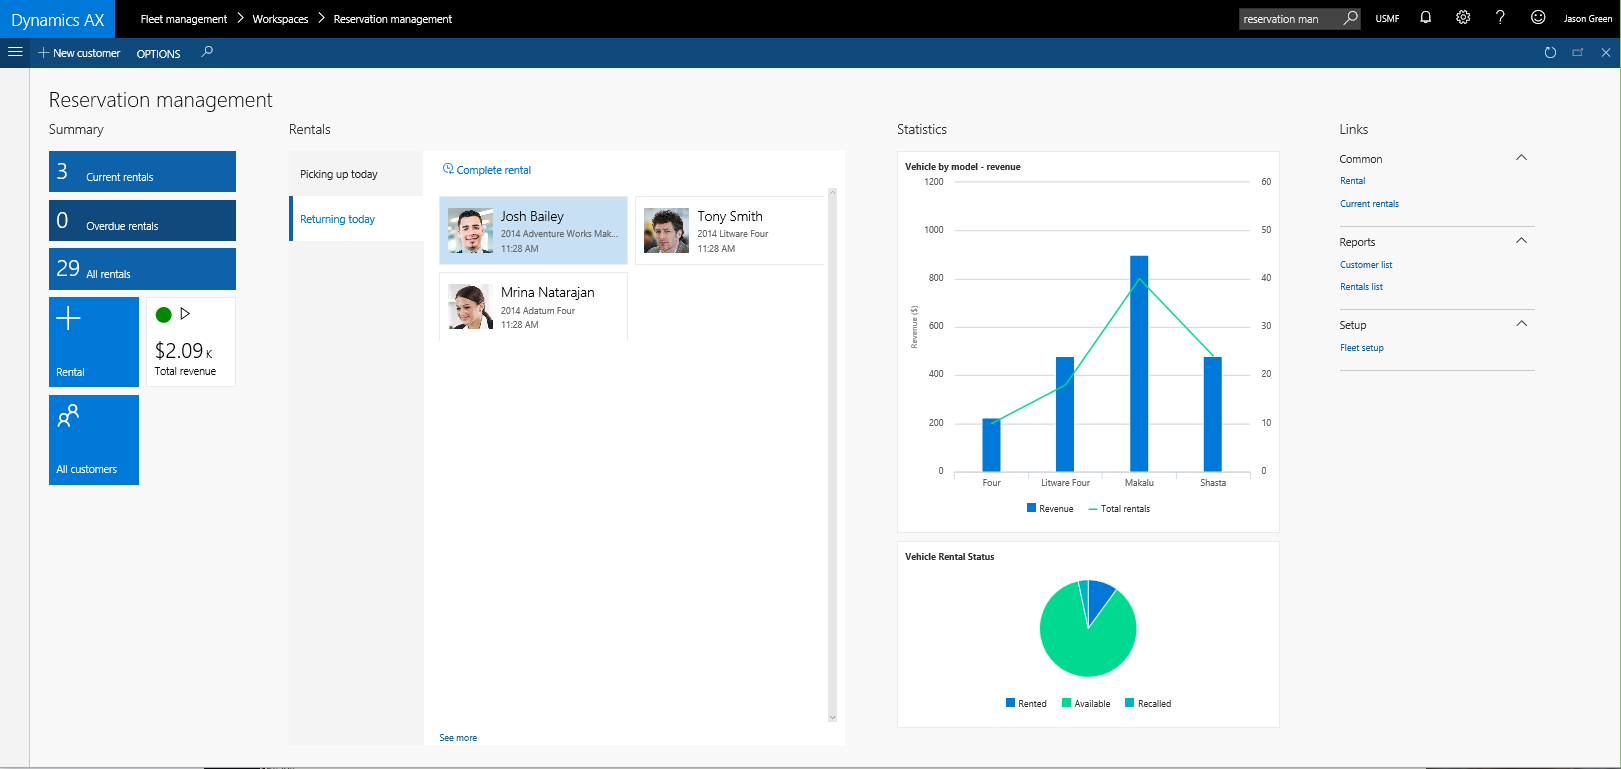 Dynamics AX
Fleet management > Workspaces > Reservation management
reservation man
USMF
?
Jason Green
+ New customer
OPTIONS
Reservation management
Summary
3 Current rentals
0 Overdue rentals
29 All rentals
Rental
$2.09 K
Total revenue
All customers
Rentals
Picking up today
Returning today
Complete rental
Josh Bailey
2014 Adventure Works Mak...
11:28 AM
Tony Smith
2014 Litware Four
11:28 AM
Mrina Natarajan
2014 Adatum Four
11:28 AM
See more
Statistics
Vehicle by model - revenue
1200 60
1000 50
800 40
600 30
400 20
200 10
0 0
Revenue ($)
Four Litware Four Makalu Shasta
Revenue Total rentals
Vehicle Rental Status
Rented Available Recalled
Links
Common
Rental
Current rentals
Reports
Customer list
Rentals list
Setup
Fleet setup